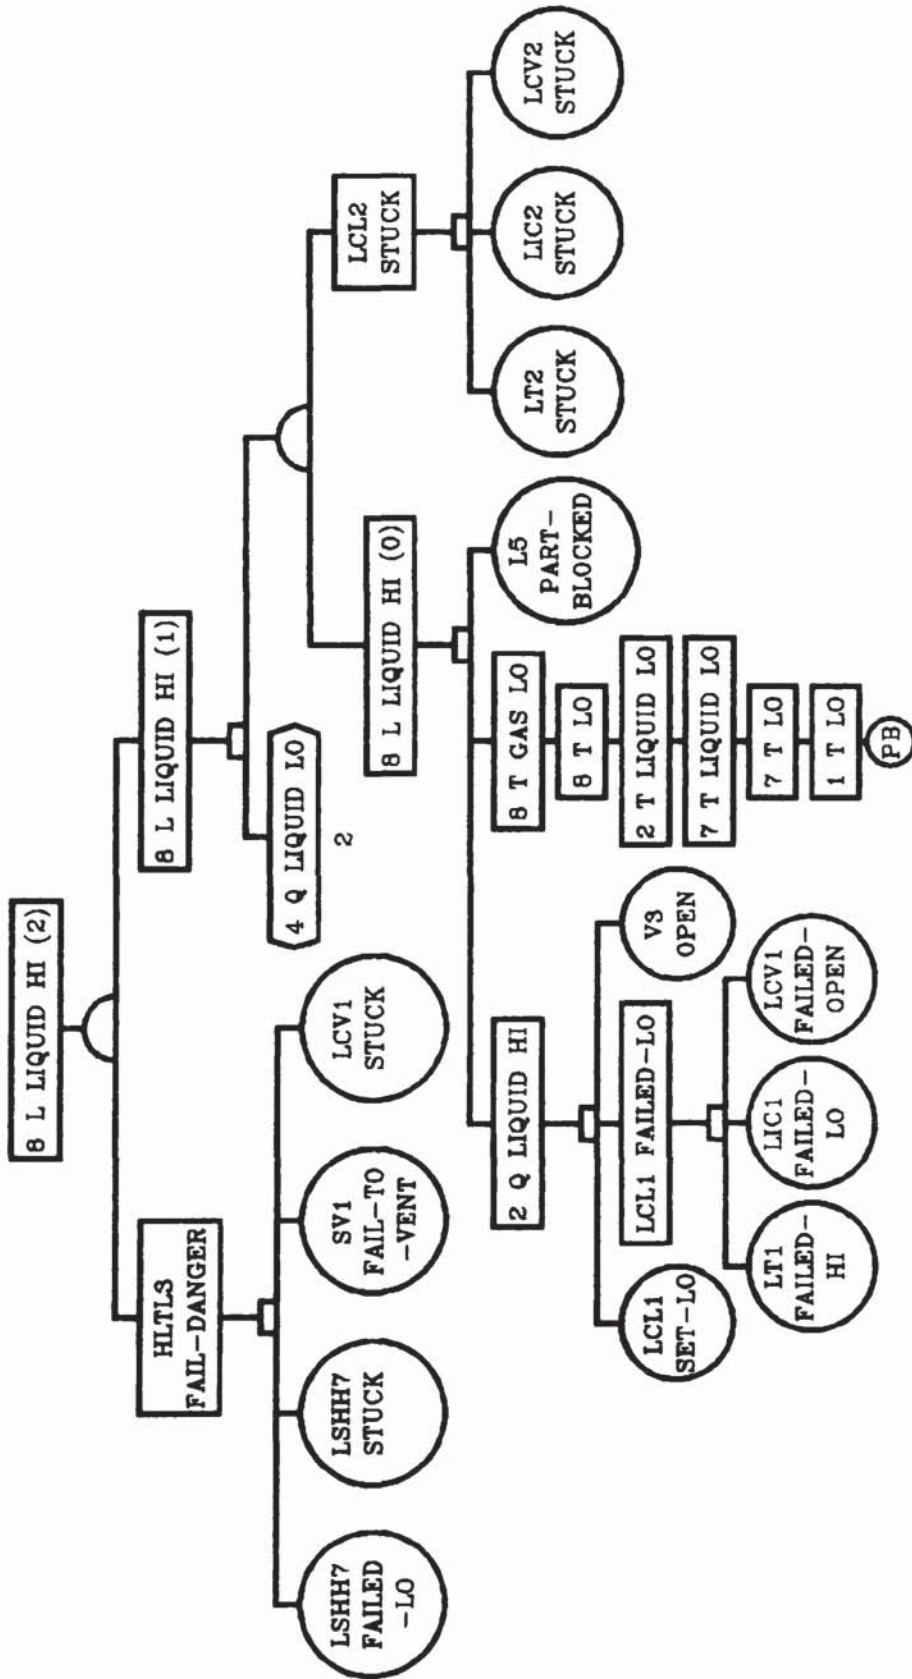 8 L LIQUID HI (2)
HLTL3
FAIL-DANGER
8 L LIQUID HI (1)
LSHH7
FAILED
-LO
LSHH7
STUCK
SV1
FAIL-TO
-VENT
LCV1
STUCK
4 Q LIQUID LO
2
8 L LIQUID HI (0)
LCL2
STUCK
2 Q LIQUID HI
8 T GAS LO
L5
PART-
BLOCKED
LT2
STUCK
LIC2
STUCK
LCV2
STUCK
8 T LO
2 T LIQUID LO
7 T LIQUID LO
7 T LO
1 T LO
PB
LCL1
SET-LO
LCL1 FAILED-LO
V3
OPEN
LT1
FAILED-
HI
LIC1
FAILED-
LO
LCV1
FAILED-
OPEN